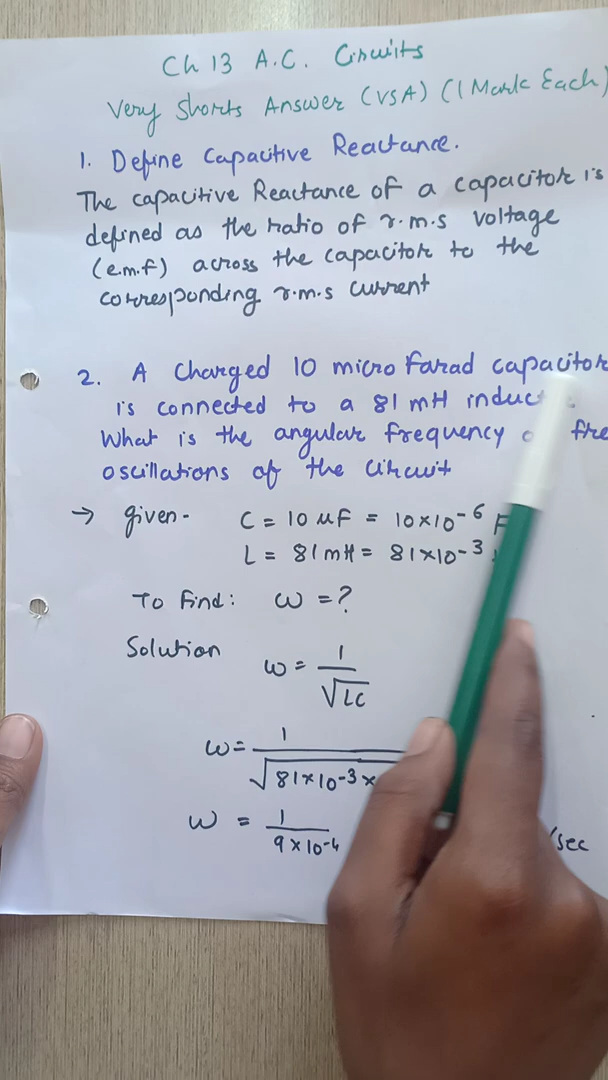 Ch 13 A.C. Circuits
Very Shorts Answer (VSA) (1 Mark Each)
1. Define Capacitive Reactance.
The capacitive Reactance of a capacitor is
defined as the ratio of r.m.s voltage
(e.m.f) across the capacitor to the
corresponding r.m.s current
2. A Charged 10 micro farad capacitor
is connected to a 81 mH
What is the angular frequency
oscillations of the circuit
→ given- C = 10 μF = 10×10-6 F
L = 81mH = 81×10-3
To Find: ω = ?
Solution
ω = 1/√LC
ω = 1/√81×10-3×
ω = 1/9×10-4 /sec